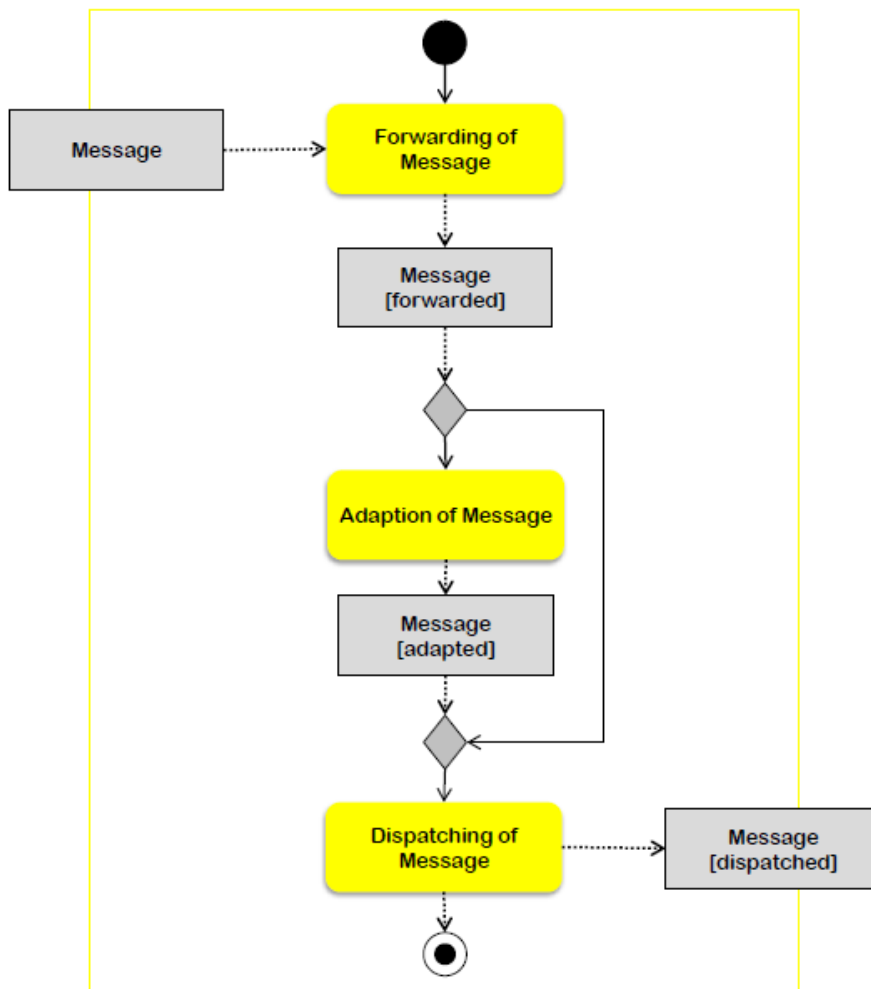 Message
Forwarding of
Message
Message
[forwarded]
Adaption of Message
Message
[adapted]
Dispatching of
Message
Message
[dispatched]